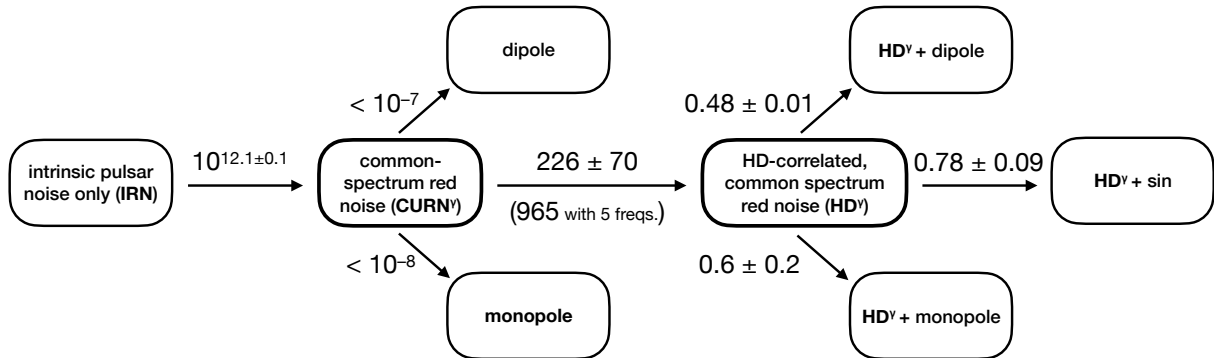 dipole
HDᵞ + dipole
< 10⁻⁷
0.48 ± 0.01
intrinsic pulsar
noise only (IRN)
10¹²·¹±⁰·¹
common-
spectrum red
noise (CURNᵞ)
226 ± 70
(965 with 5 freqs.)
HD-correlated,
common spectrum
red noise (HDᵞ)
0.78 ± 0.09
HDᵞ + sin
< 10⁻⁸
0.6 ± 0.2
monopole
HDᵞ + monopole